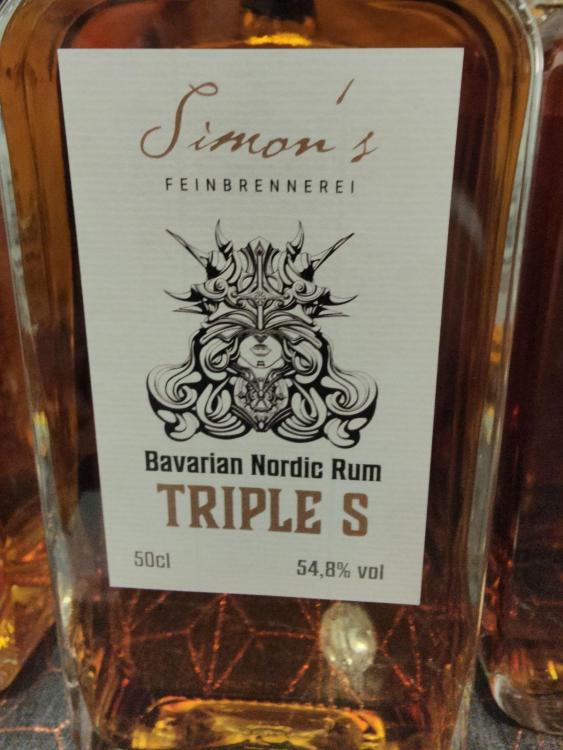 Simon's
FEINBRENNEREI
Bavarian Nordic Rum
TRIPLE S
50cl 54,8% vol